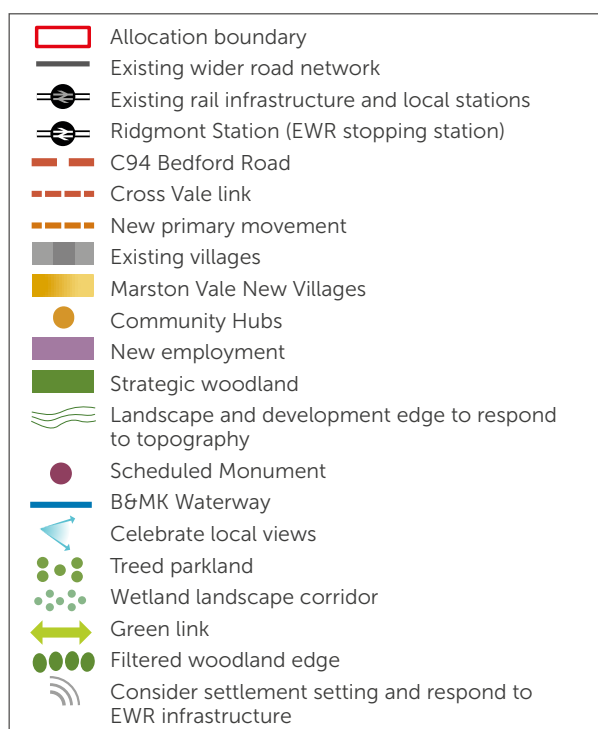 Allocation boundary
Existing wider road network
Existing rail infrastructure and local stations
Ridgmont Station (EWR stopping station)
C94 Bedford Road
Cross Vale link
New primary movement
Existing villages
Marston Vale New Villages
Community Hubs
New employment
Strategic woodland
Landscape and development edge to respond
to topography
Scheduled Monument
B&MK Waterway
Celebrate local views
Treed parkland
Wetland landscape corridor
Green link
Filtered woodland edge
Consider settlement setting and respond to
EWR infrastructure